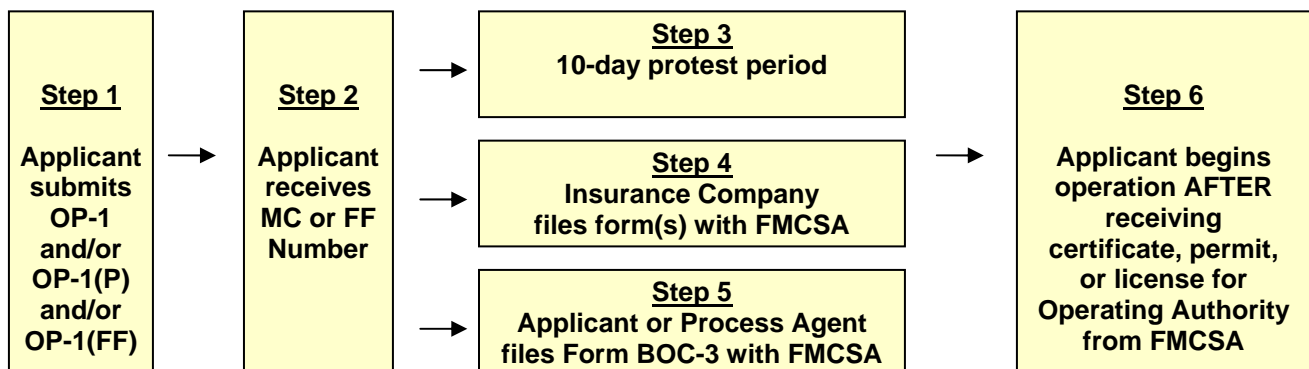 Step 1
Applicant
submits
OP-1
and/or
OP-1(P)
and/or
OP-1(FF)
Step 2
Applicant
receives
MC or FF
Number
Step 3
10-day protest period
Step 4
Insurance Company
files form(s) with FMCSA
Step 5
Applicant or Process Agent
files Form BOC-3 with FMCSA
Step 6
Applicant begins
operation AFTER
receiving
certificate, permit,
or license for
Operating Authority
from FMCSA